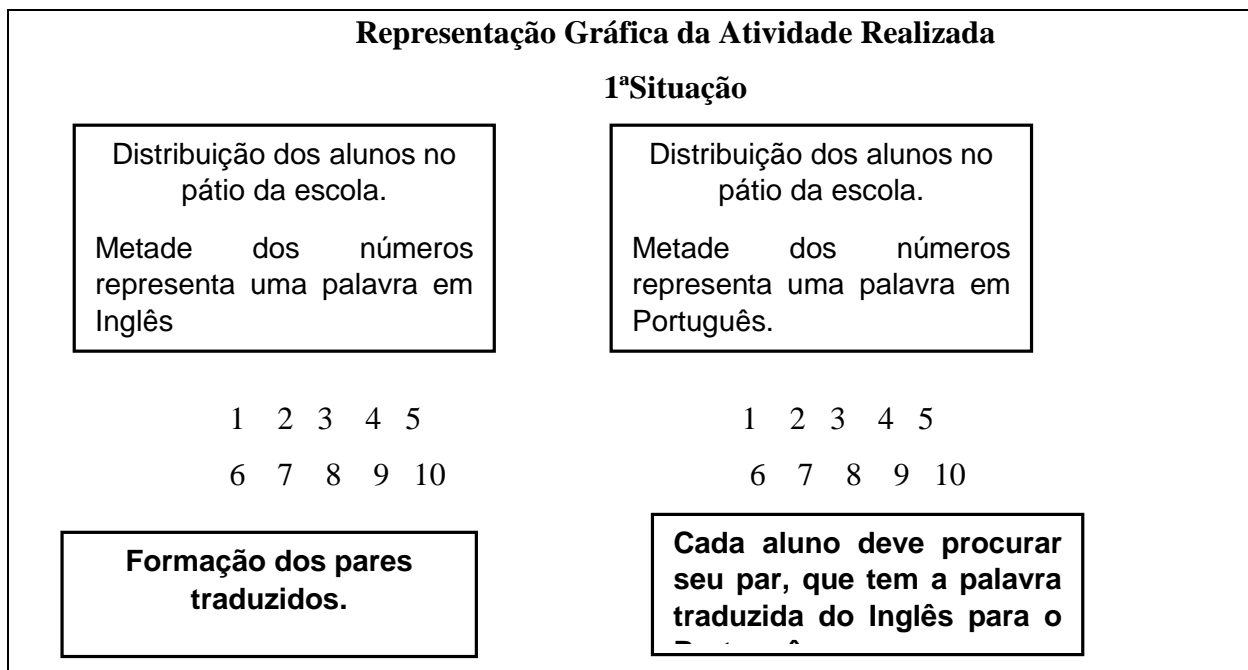 Representação Gráfica da Atividade Realizada
1ªSituação
Distribuição dos alunos no
pátio da escola.
Metade dos números
representa uma palavra em
Inglês
Distribuição dos alunos no
pátio da escola.
Metade dos números
representa uma palavra em
Português.
1 2 3 4 5
6 7 8 9 10
1 2 3 4 5
6 7 8 9 10
Formação dos pares
traduzidos.
Cada aluno deve procurar
seu par, que tem a palavra
traduzida do Inglês para o